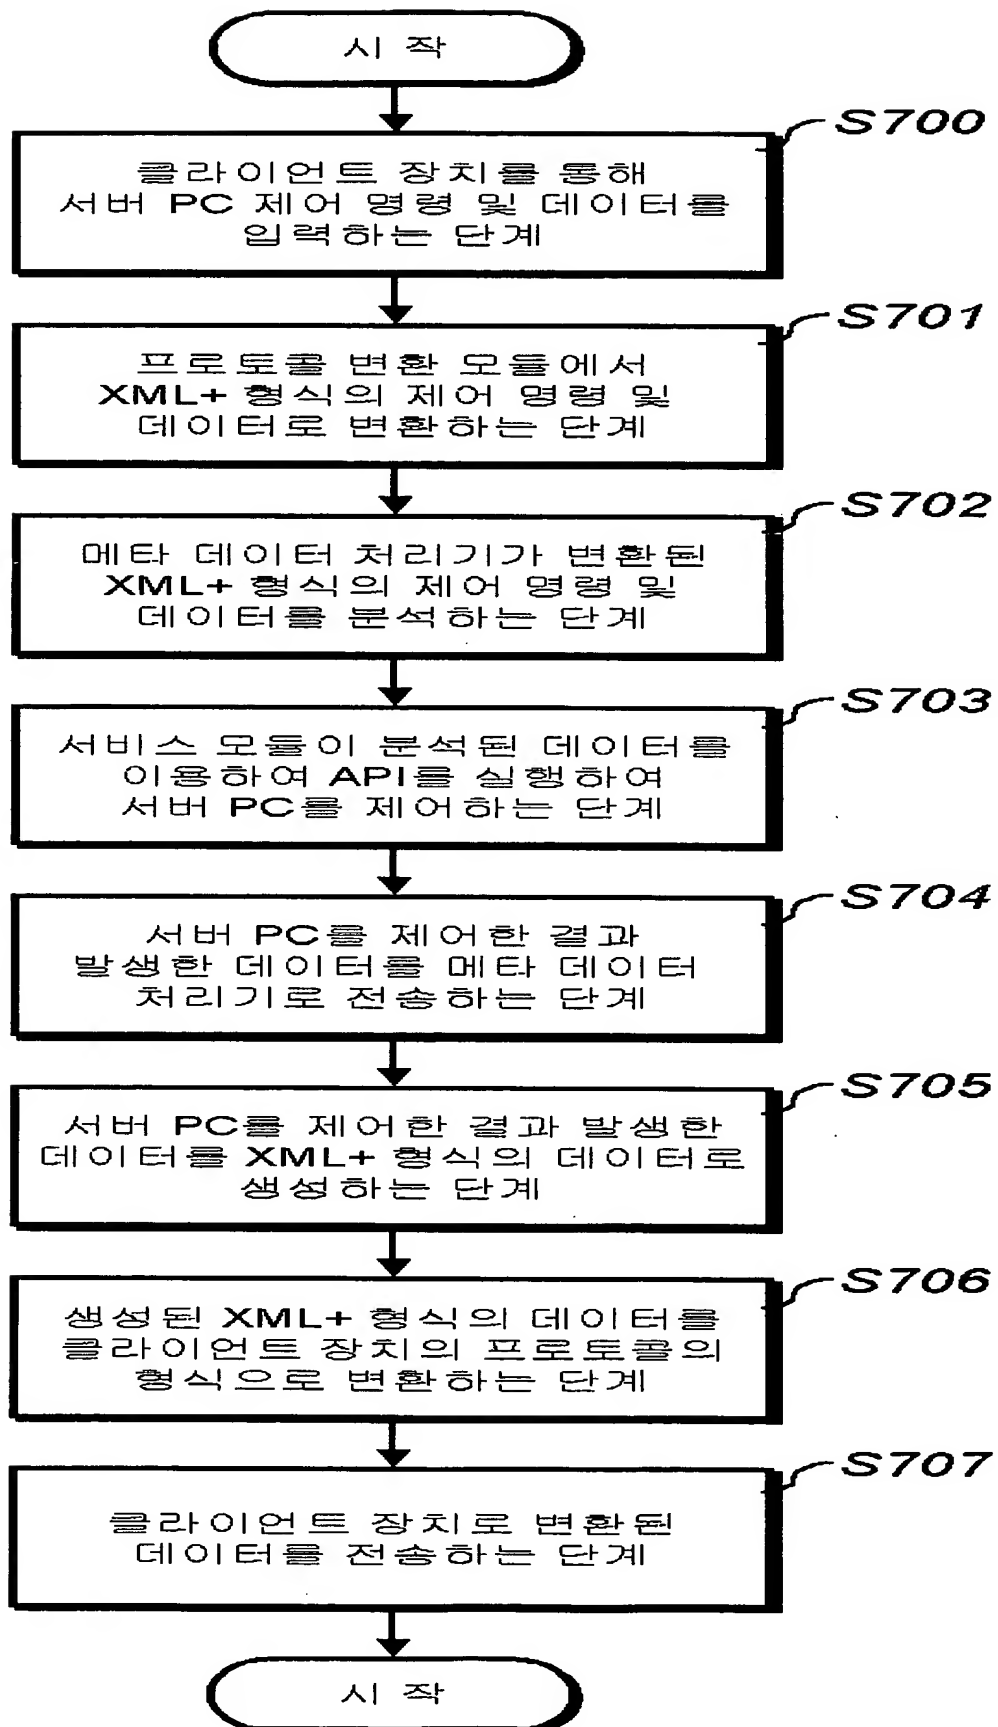 시 작
S700
클라이언트 장치를 통해
서버 PC 제어 명령 및 데이터를
입력하는 단계
S701
프로토콜 변환 모듈에서
XML+ 형식의 제어 명령 및
데이터로 변환하는 단계
S702
메타 데이터 처리기가 변환된
XML+ 형식의 제어 명령 및
데이터를 분석하는 단계
S703
서비스 모듈이 분석된 데이터를
이용하여 API를 실행하여
서버 PC를 제어하는 단계
S704
서버 PC를 제어한 결과
발생한 데이터를 메타 데이터
처리기로 전송하는 단계
S705
서버 PC를 제어한 결과 발생한
데이터를 XML+ 형식의 데이터로
생성하는 단계
S706
생성된 XML+ 형식의 데이터를
클라이언트 장치의 프로토콜의
형식으로 변환하는 단계
S707
클라이언트 장치로 변환된
데이터를 전송하는 단계
시 작